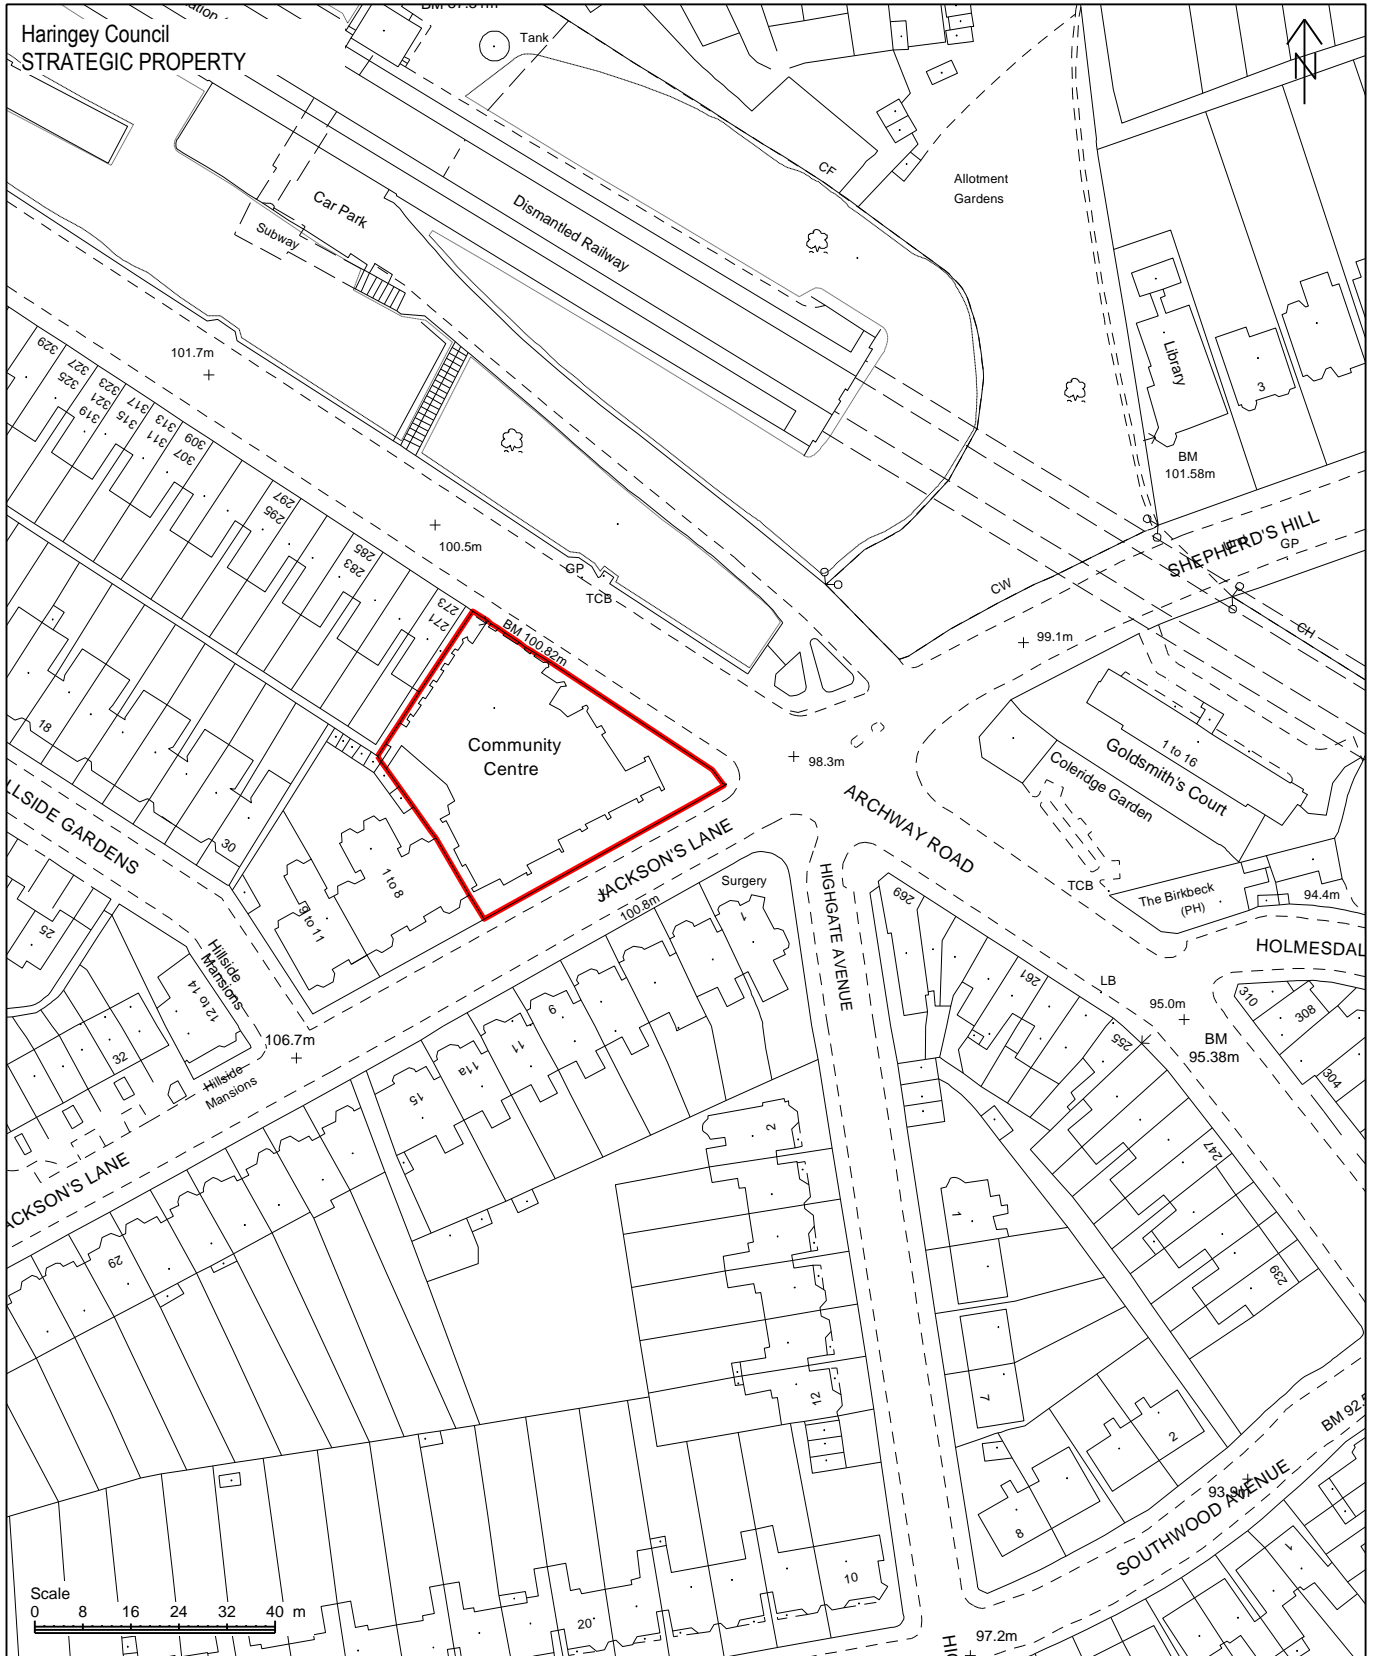 Haringey Council
STRATEGIC PROPERTY
Tank
CF
Allotment
Gardens
Car Park
Subway
Dismantled Railway
Library
3
BM
101.58m
101.7m
329
327
325
323
321
319
317
315
313
311
309
307
297
295
285
283
273
271
100.5m
GP
TCB
BM 100.82m
SHEPHERD'S HILL
GP
CW
99.1m
CH
Community
Centre
98.3m
1 to 16
Goldsmith's Court
Coleridge Garden
ARCHWAY ROAD
TCB
The Birkbeck
(PH)
94.4m
HOLMESDAL
18
30
LLSIDE GARDENS
25
1 to 8
9 to 11
Hillside
Mansions
12 to 14
32
Hillside
Mansions
106.7m
JACKSON'S LANE
100.8m
Surgery
1
HIGHGATE AVENUE
269
261
255
LB
95.0m
BM
95.38m
310
308
304
9
11
11a
15
29
ACKSON'S LANE
2
12
1
7
247
239
8
2
BM 92.
SOUTHWOOD AVENUE
1
10
20
97.2m
Scale
0 8 16 24 32 40 m